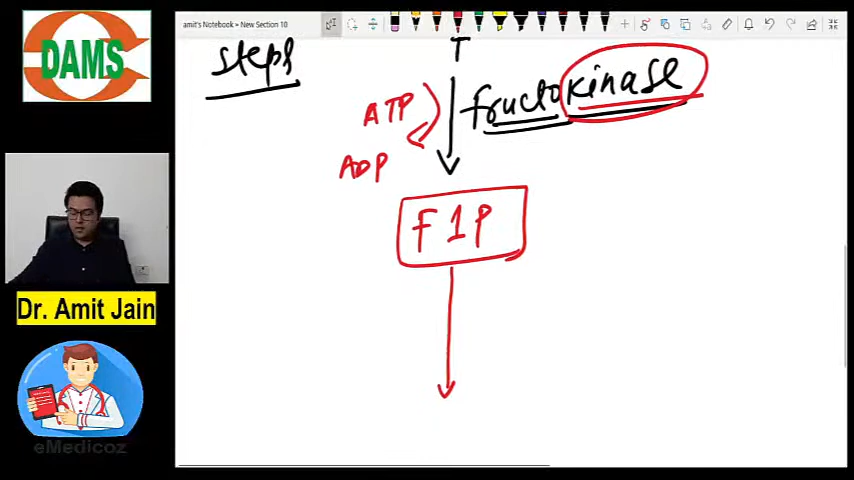 amit's Notebook > New Section 10
DAMS
steps
F
fructokinase
ATP
ADP
F1P
Dr. Amit Jain
eMedicoz